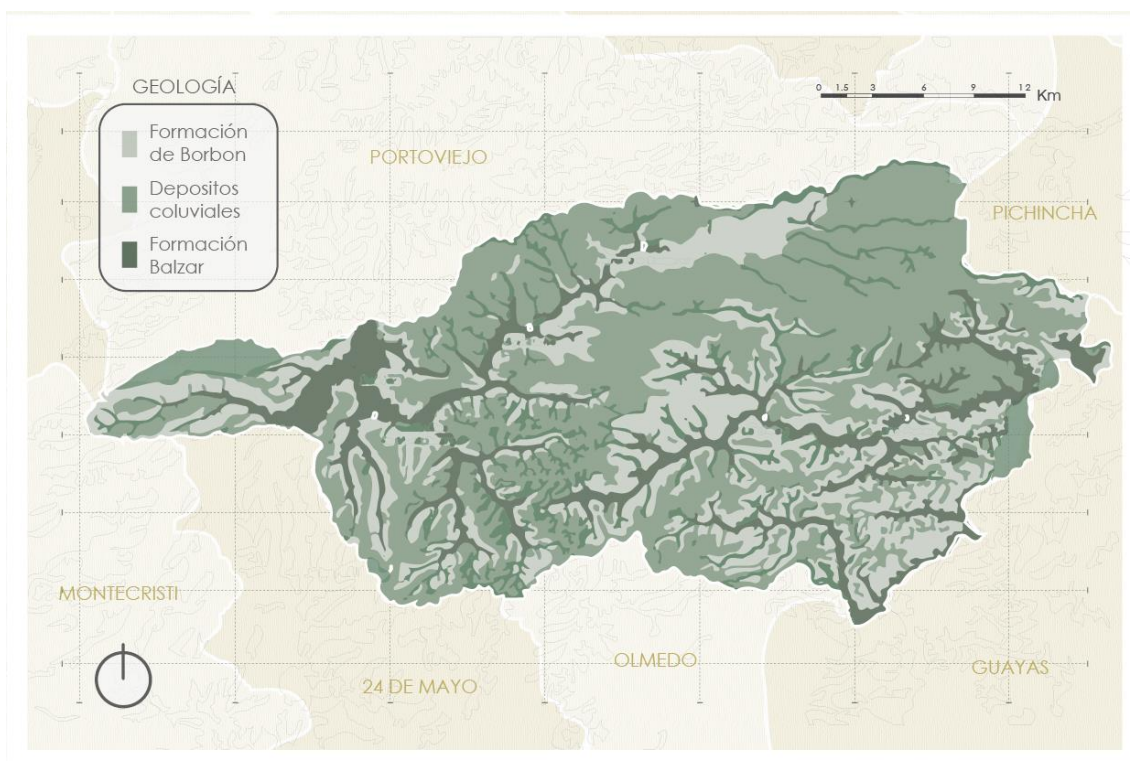 GEOLOGÍA
Formación
de Borbon
Depositos
coluviales
Formación
Balzar
0 1.5 3 6 9 12 Km
PORTOVIEJO
PICHINCHA
MONTECRISTI
24 DE MAYO
OLMEDO
GUAYAS